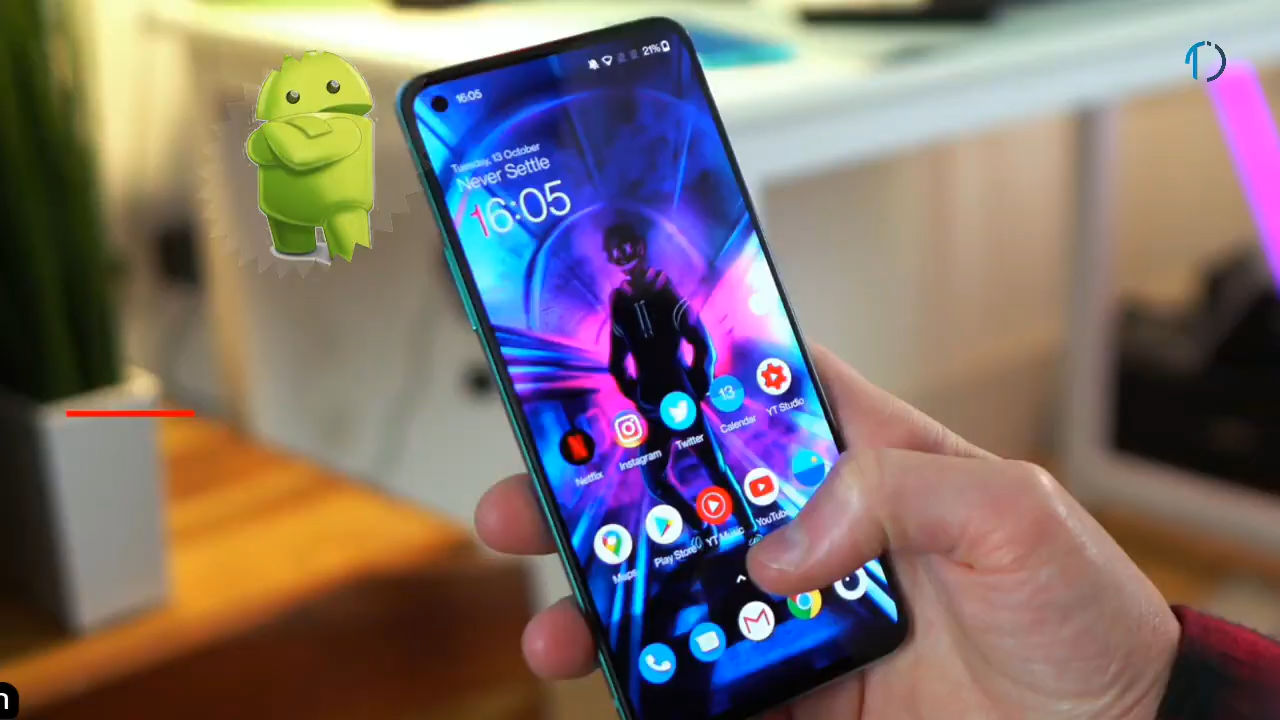 21%
16:05
Tuesday, 13 October
Never Settle
16:05
13
Netflix
Instagram
Twitter
Calendar
YT Studio
Maps
Play Store
YT Music
YouTube
n